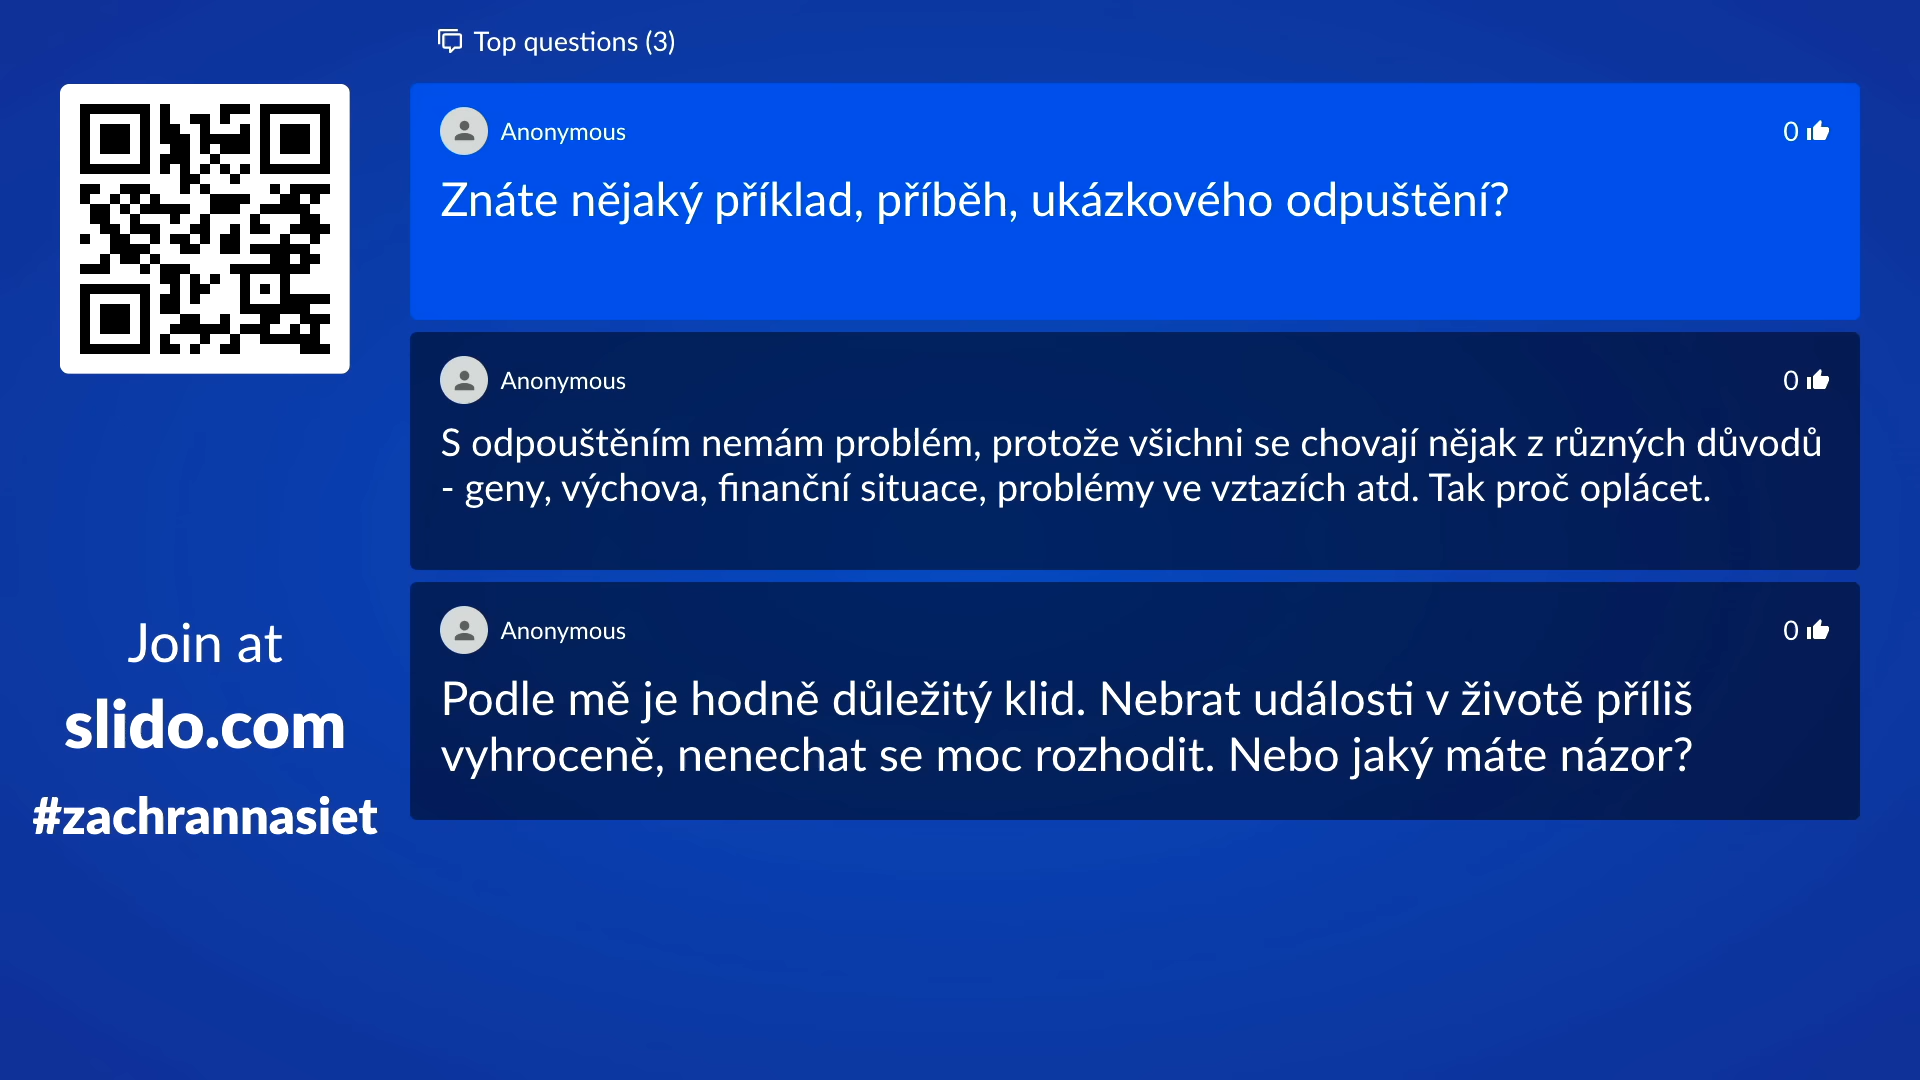 Top questions (3)
Anonymous
0
Znáte nějaký příklad, příběh, ukázkového odpuštění?
Anonymous
0
S odpouštěním nemám problém, protože všichni se chovají nějak z různých důvodů
- geny, výchova, finanční situace, problémy ve vztazích atd. Tak proč oplácet.
Anonymous
0
Podle mě je hodně důležitý klid. Nebrat události v životě příliš
vyhroceně, nenechat se moc rozhodit. Nebo jaký máte názor?
Join at
slido.com
#zachrannasiet